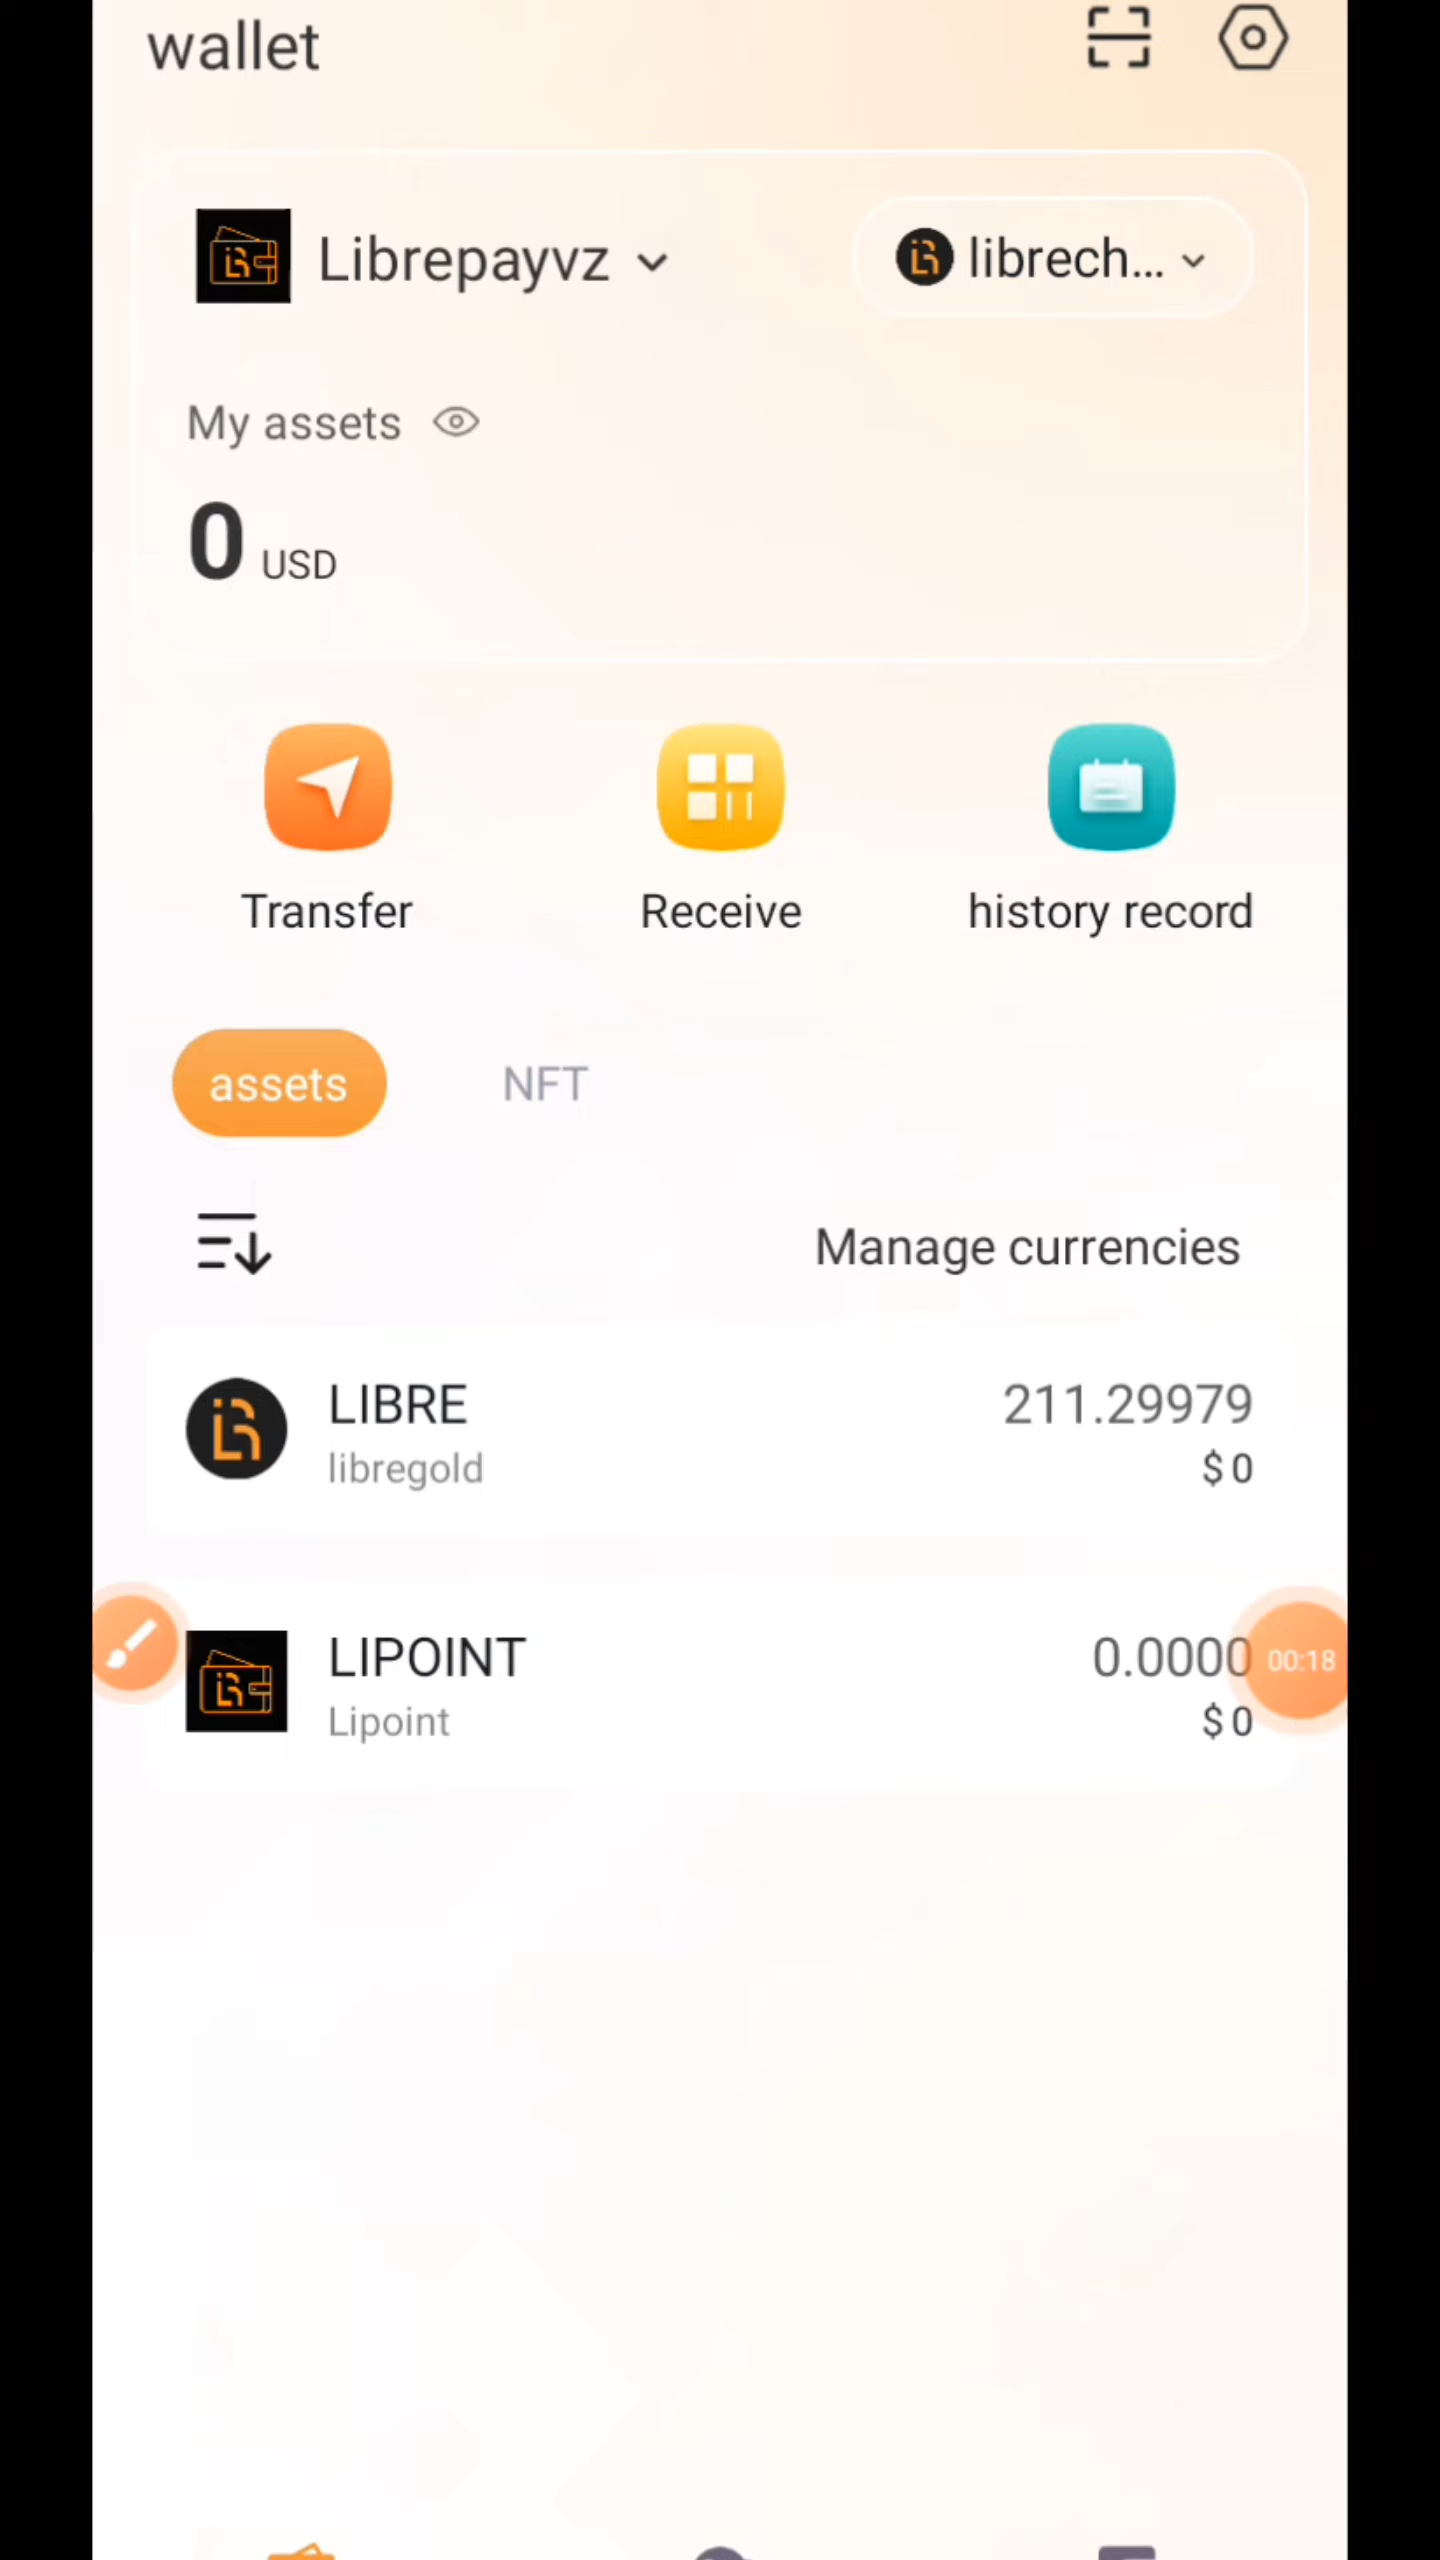 wallet
Librepayvz
librech...
My assets
0 USD
Transfer
Receive
history record
assets
NFT
Manage currencies
LIBRE
211.29979
libregold
$ 0
LIPOINT
0.0000
00:18
Lipoint
$ 0